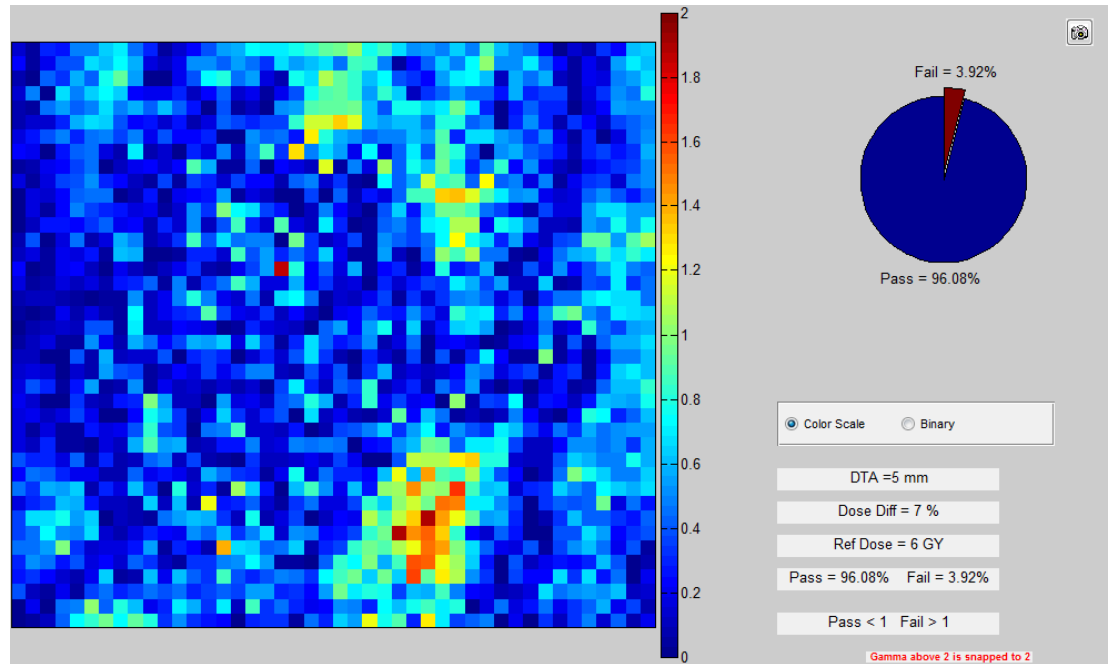 2
1.8
1.6
1.4
1.2
1
0.8
0.6
0.4
0.2
0
Fail = 3.92%
Pass = 96.08%
Color Scale Binary
DTA =5 mm
Dose Diff = 7 %
Ref Dose = 6 GY
Pass = 96.08% Fail = 3.92%
Pass < 1 Fail > 1
Gamma above 2 is snapped to 2